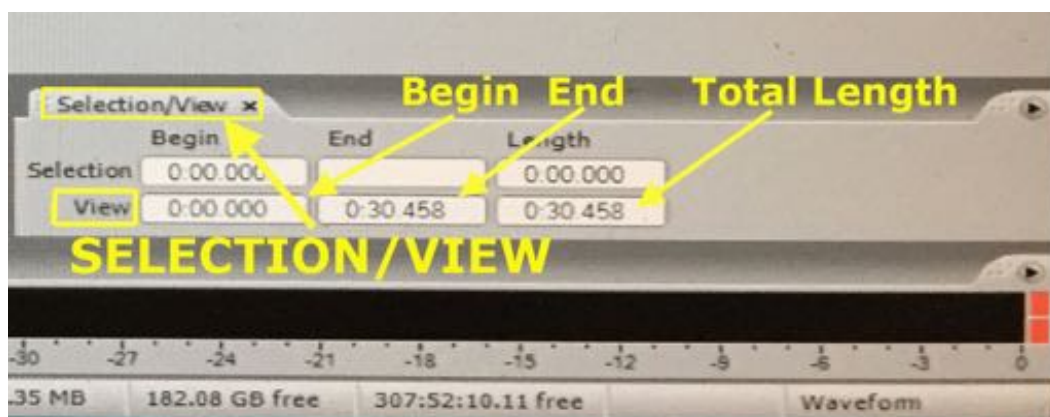 Begin End Total Length
Selection/View ×
Begin End Length
Selection 0:00.000 0:00.000
View 0:00.000 0:30.458 0:30.458
SELECTION/VIEW
-30 -27 -24 -21 -18 -15 -12 -9 -6 -3 0
.35 MB 182.08 GB free 307:52:10.11 free Waveform